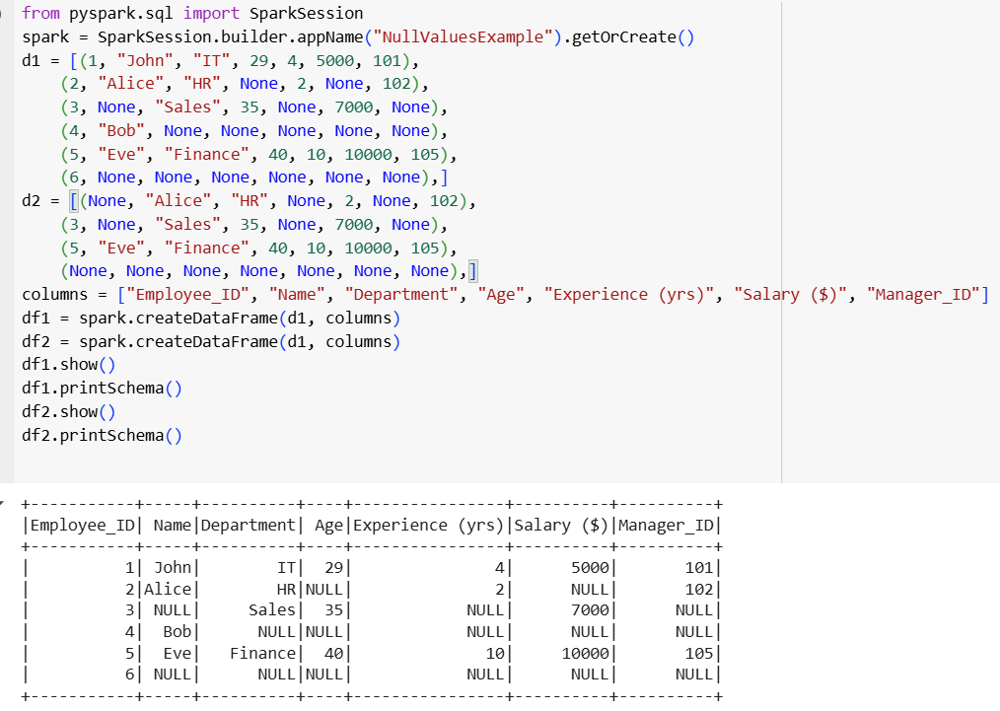 from pyspark.sql import SparkSession
spark = SparkSession.builder.appName("NullValuesExample").getOrCreate()
d1 = [(1, "John", "IT", 29, 4, 5000, 101),
    (2, "Alice", "HR", None, 2, None, 102),
    (3, None, "Sales", 35, None, 7000, None),
    (4, "Bob", None, None, None, None, None),
    (5, "Eve", "Finance", 40, 10, 10000, 105),
    (6, None, None, None, None, None, None),]
d2 = [(None, "Alice", "HR", None, 2, None, 102),
    (3, None, "Sales", 35, None, 7000, None),
    (5, "Eve", "Finance", 40, 10, 10000, 105),
    (None, None, None, None, None, None, None),]
columns = ["Employee_ID", "Name", "Department", "Age", "Experience (yrs)", "Salary ($)", "Manager_ID"]
df1 = spark.createDataFrame(d1, columns)
df2 = spark.createDataFrame(d1, columns)
df1.show()
df1.printSchema()
df2.show()
df2.printSchema()
+-----------+-----+----------+----+----------------+----------+----------+
|Employee_ID| Name|Department| Age|Experience (yrs)|Salary ($)|Manager_ID|
+-----------+-----+----------+----+----------------+----------+----------+
|          1| John|        IT|  29|               4|      5000|       101|
|          2|Alice|        HR|NULL|               2|      NULL|       102|
|          3| NULL|     Sales|  35|            NULL|      7000|      NULL|
|          4|  Bob|      NULL|NULL|            NULL|      NULL|      NULL|
|          5|  Eve|   Finance|  40|              10|     10000|       105|
|          6| NULL|      NULL|NULL|            NULL|      NULL|      NULL|
+-----------+-----+----------+----+----------------+----------+----------+